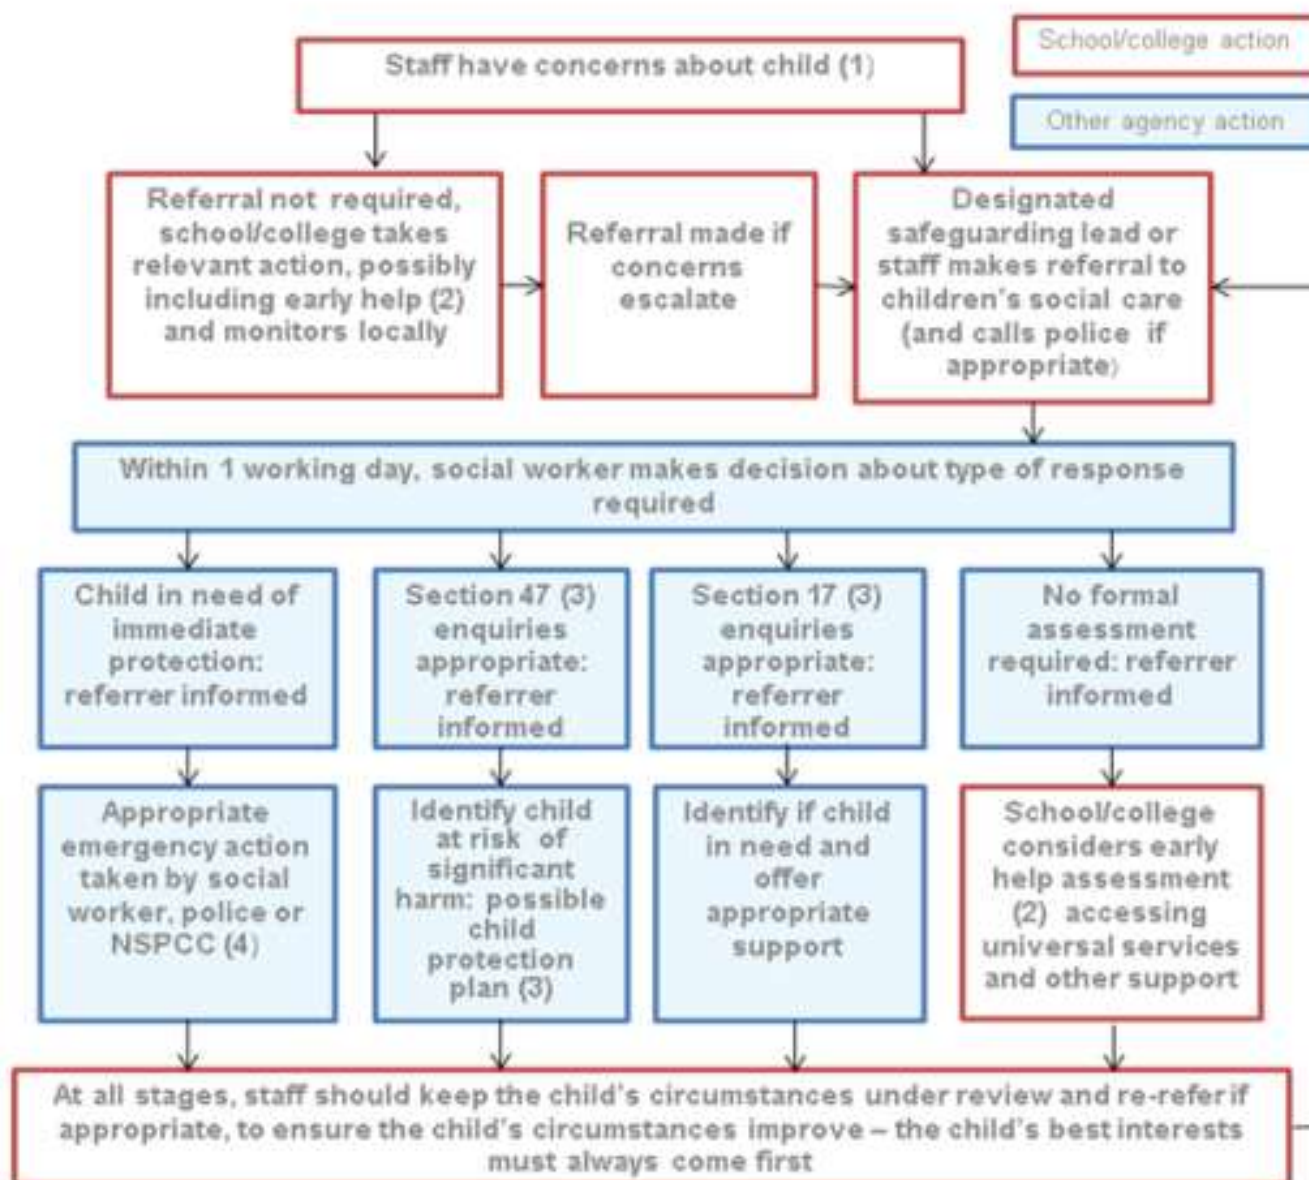 School/college action
Staff have concerns about child (1)
Other agency action
Referral not required,
school/college takes
relevant action, possibly
including early help (2)
and monitors locally
Referral made if
concerns
escalate
Designated
safeguarding lead or
staff makes referral to
children's social care
(and calls police if
appropriate)
Within 1 working day, social worker makes decision about type of response
required
Child in need of
immediate
protection:
referrer informed
Section 47 (3)
enquiries
appropriate:
referrer
informed
Section 17 (3)
enquiries
appropriate:
referrer
informed
No formal
assessment
required: referrer
informed
Appropriate
emergency action
taken by social
worker, police or
NSPCC (4)
Identify child
at risk of
significant
harm: possible
child
protection
plan (3)
Identify if child
in need and
offer
appropriate
support
School/college
considers early
help assessment
(2) accessing
universal services
and other support
At all stages, staff should keep the child's circumstances under review and re-refer if
appropriate, to ensure the child's circumstances improve – the child's best interests
must always come first